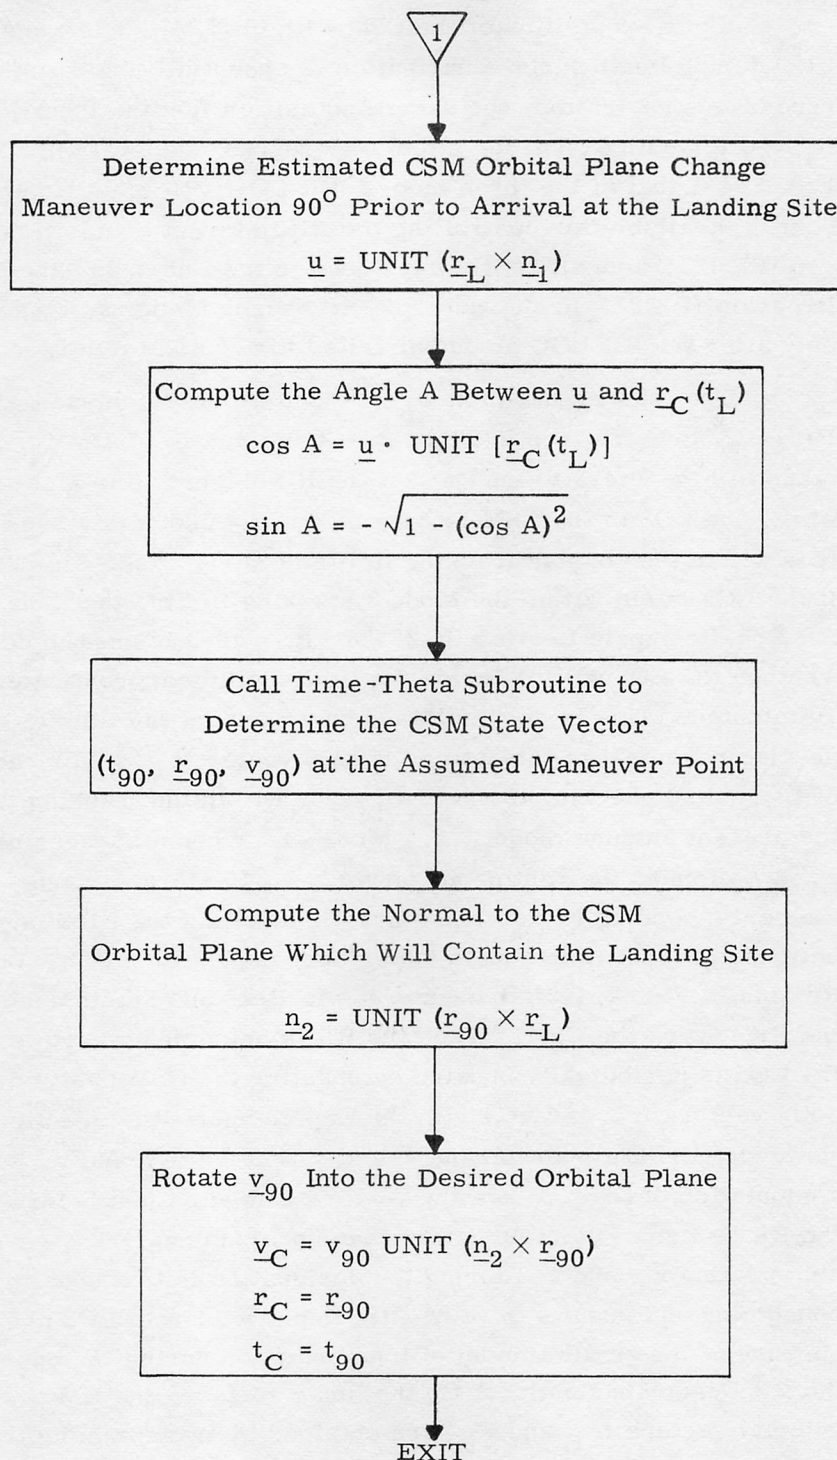 1
Determine Estimated CSM Orbital Plane Change
Maneuver Location 90° Prior to Arrival at the Landing Site
u = UNIT (r_L × n_1)
Compute the Angle A Between u and r_C (t_L)
cos A = u · UNIT [r_C (t_L)]
sin A = - √1 - (cos A)²
Call Time-Theta Subroutine to
Determine the CSM State Vector
(t_90, r_90, v_90) at the Assumed Maneuver Point
Compute the Normal to the CSM
Orbital Plane Which Will Contain the Landing Site
n_2 = UNIT (r_90 × r_L)
Rotate v_90 Into the Desired Orbital Plane
v_C = v_90 UNIT (n_2 × r_90)
r_C = r_90
t_C = t_90
EXIT